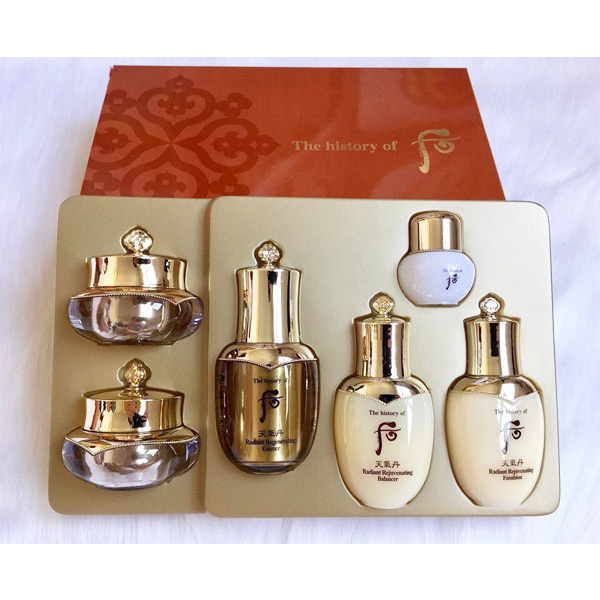 The history of 后
The history of
后
The history of
后
天氣丹
Radiant Regenerating
Essence
The history of
后
天氣丹
Radiant Rejuvenating
Balancer
The history of
后
天氣丹
Radiant Rejuvenating
Emulsion